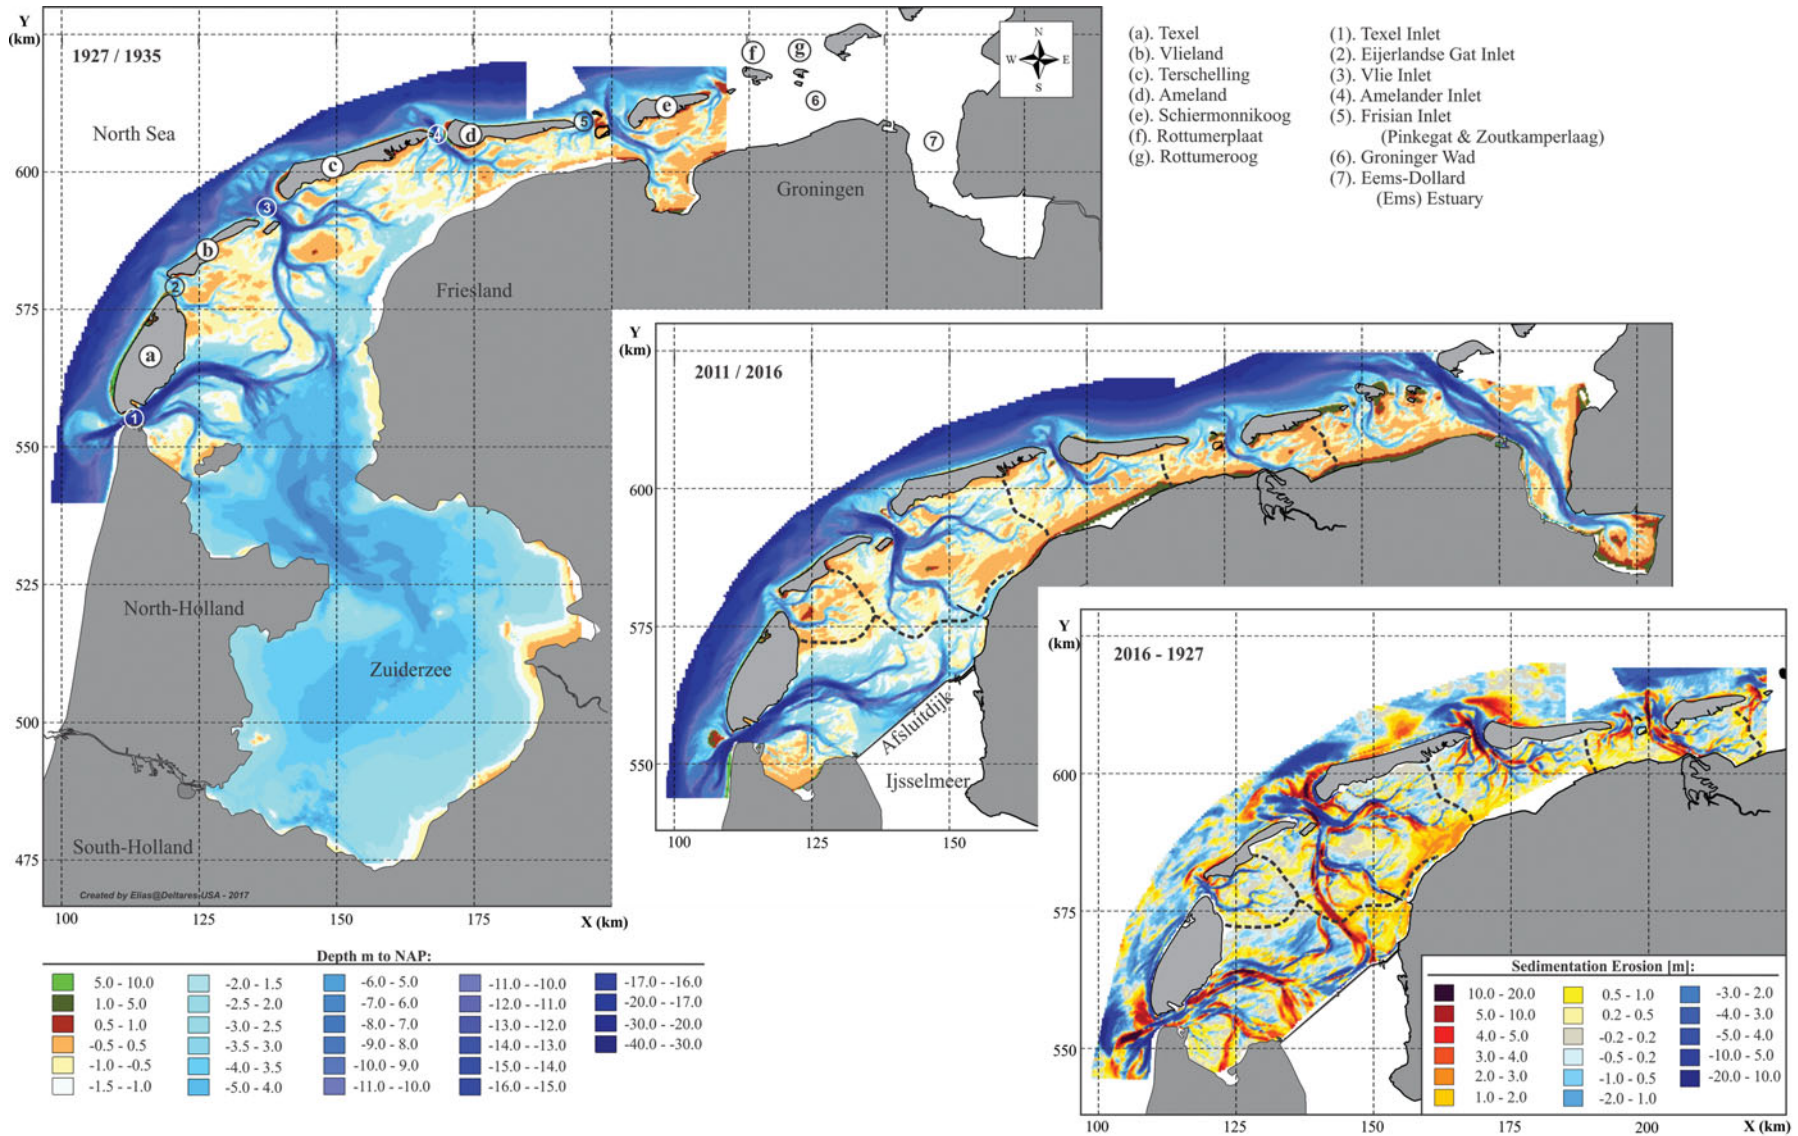 Y
(km)
1927 / 1935
North Sea
N
W E
S
(a). Texel
(b). Vlieland
(c). Terschelling
(d). Ameland
(e). Schiermonnikoog
(f). Rottumerplaat
(g). Rottumeroog
(1). Texel Inlet
(2). Eijerlandse Gat Inlet
(3). Vlie Inlet
(4). Amelander Inlet
(5). Frisian Inlet
(Pinkegat & Zoutkamperlaag)
(6). Groninger Wad
(7). Eems-Dollard
(Ems) Estuary
f
g
6
7
e
5
d
4
c
3
b
2
a
1
Groningen
Friesland
North-Holland
Zuiderzee
South-Holland
Created by Elias@Deltares-USA - 2017
600
575
550
525
500
475
100 125 150 175 X (km)
Y
(km)
2011 / 2016
600
575
550
Afsluitdijk
Ijsselmeer
100 125 150
Y
(km)
2016 - 1927
600
575
550
100 125 150 175 200 X (km)
Depth m to NAP:
5.0 - 10.0
1.0 - 5.0
0.5 - 1.0
-0.5 - 0.5
-1.0 - -0.5
-1.5 - -1.0
-2.0 - 1.5
-2.5 - 2.0
-3.0 - 2.5
-3.5 - 3.0
-4.0 - 3.5
-5.0 - 4.0
-6.0 - 5.0
-7.0 - 6.0
-8.0 - 7.0
-9.0 - 8.0
-10.0 - 9.0
-11.0 - -10.0
-11.0 - -10.0
-12.0 - -11.0
-13.0 - -12.0
-14.0 - -13.0
-15.0 - -14.0
-16.0 - -15.0
-17.0 - -16.0
-20.0 - -17.0
-30.0 - -20.0
-40.0 - -30.0
Sedimentation Erosion [m]:
10.0 - 20.0
5.0 - 10.0
4.0 - 5.0
3.0 - 4.0
2.0 - 3.0
1.0 - 2.0
0.5 - 1.0
0.2 - 0.5
-0.2 - 0.2
-0.5 - 0.2
-1.0 - 0.5
-2.0 - 1.0
-3.0 - 2.0
-4.0 - 3.0
-5.0 - 4.0
-10.0 - 5.0
-20.0 - 10.0